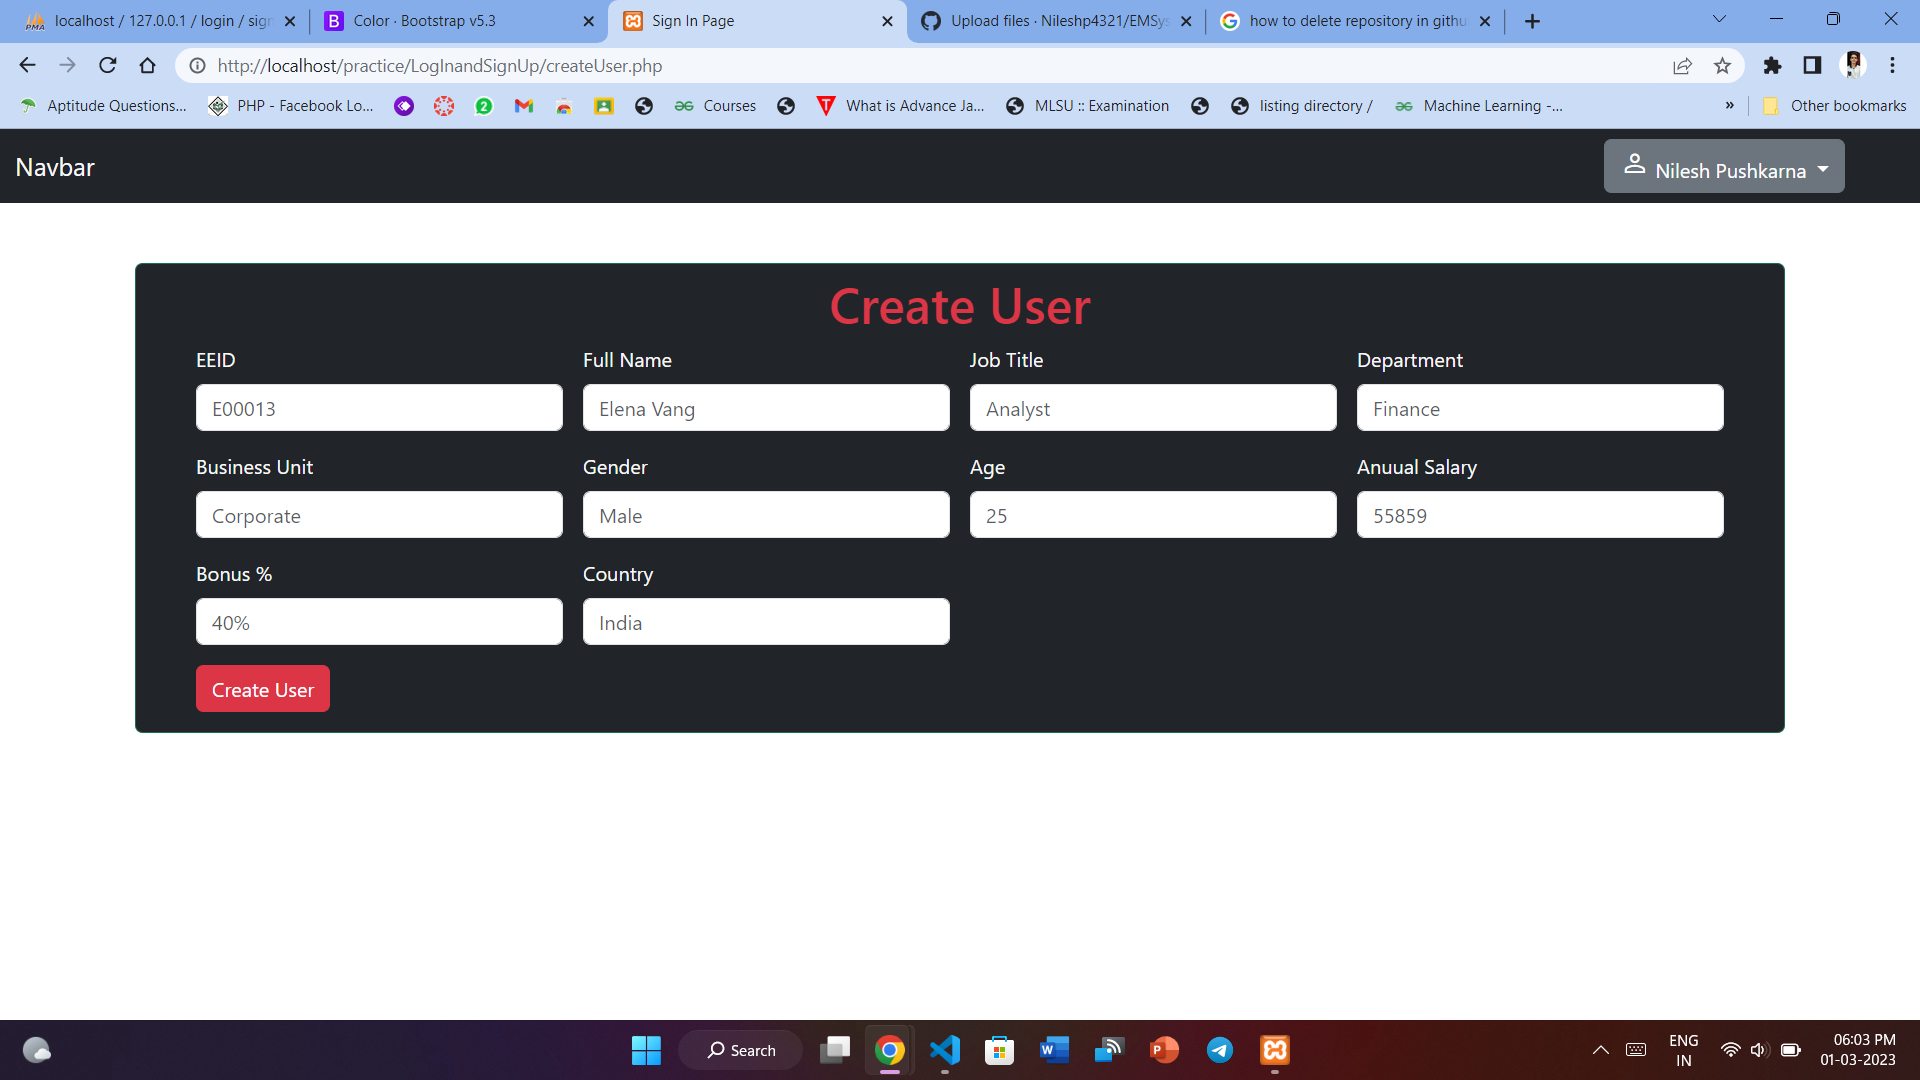 localhost / 127.0.0.1 / login / sign
Color · Bootstrap v5.3
Sign In Page
Upload files · Nileshp4321/EMSys
how to delete repository in githu
http://localhost/practice/LogInandSignUp/createUser.php
Aptitude Questions...
PHP - Facebook Lo...
2
Courses
What is Advance Ja...
MLSU :: Examination
listing directory /
Machine Learning -...
»
Other bookmarks
Navbar
Nilesh Pushkarna
Create User
EEID
Full Name
Job Title
Department
E00013
Elena Vang
Analyst
Finance
Business Unit
Gender
Age
Anuual Salary
Corporate
Male
25
55859
Bonus %
Country
40%
India
Create User
Search
ENG
IN
06:03 PM
01-03-2023